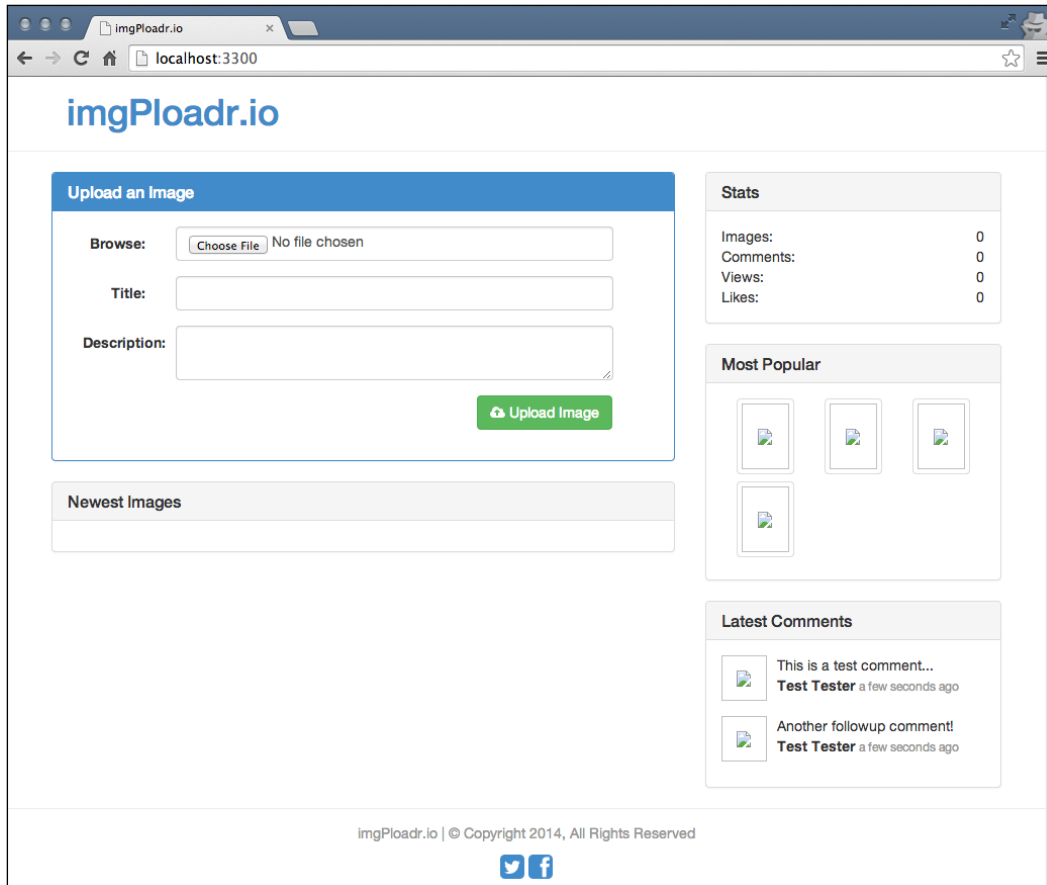 imgPloadr.io
localhost:3300
imgPloadr.io
Upload an Image
Browse:
Choose File No file chosen
Title:
Description:
Upload Image
Newest Images
Stats
Images: 0
Comments: 0
Views: 0
Likes: 0
Most Popular
Latest Comments
This is a test comment...
Test Tester a few seconds ago
Another followup comment!
Test Tester a few seconds ago
imgPloadr.io | © Copyright 2014, All Rights Reserved